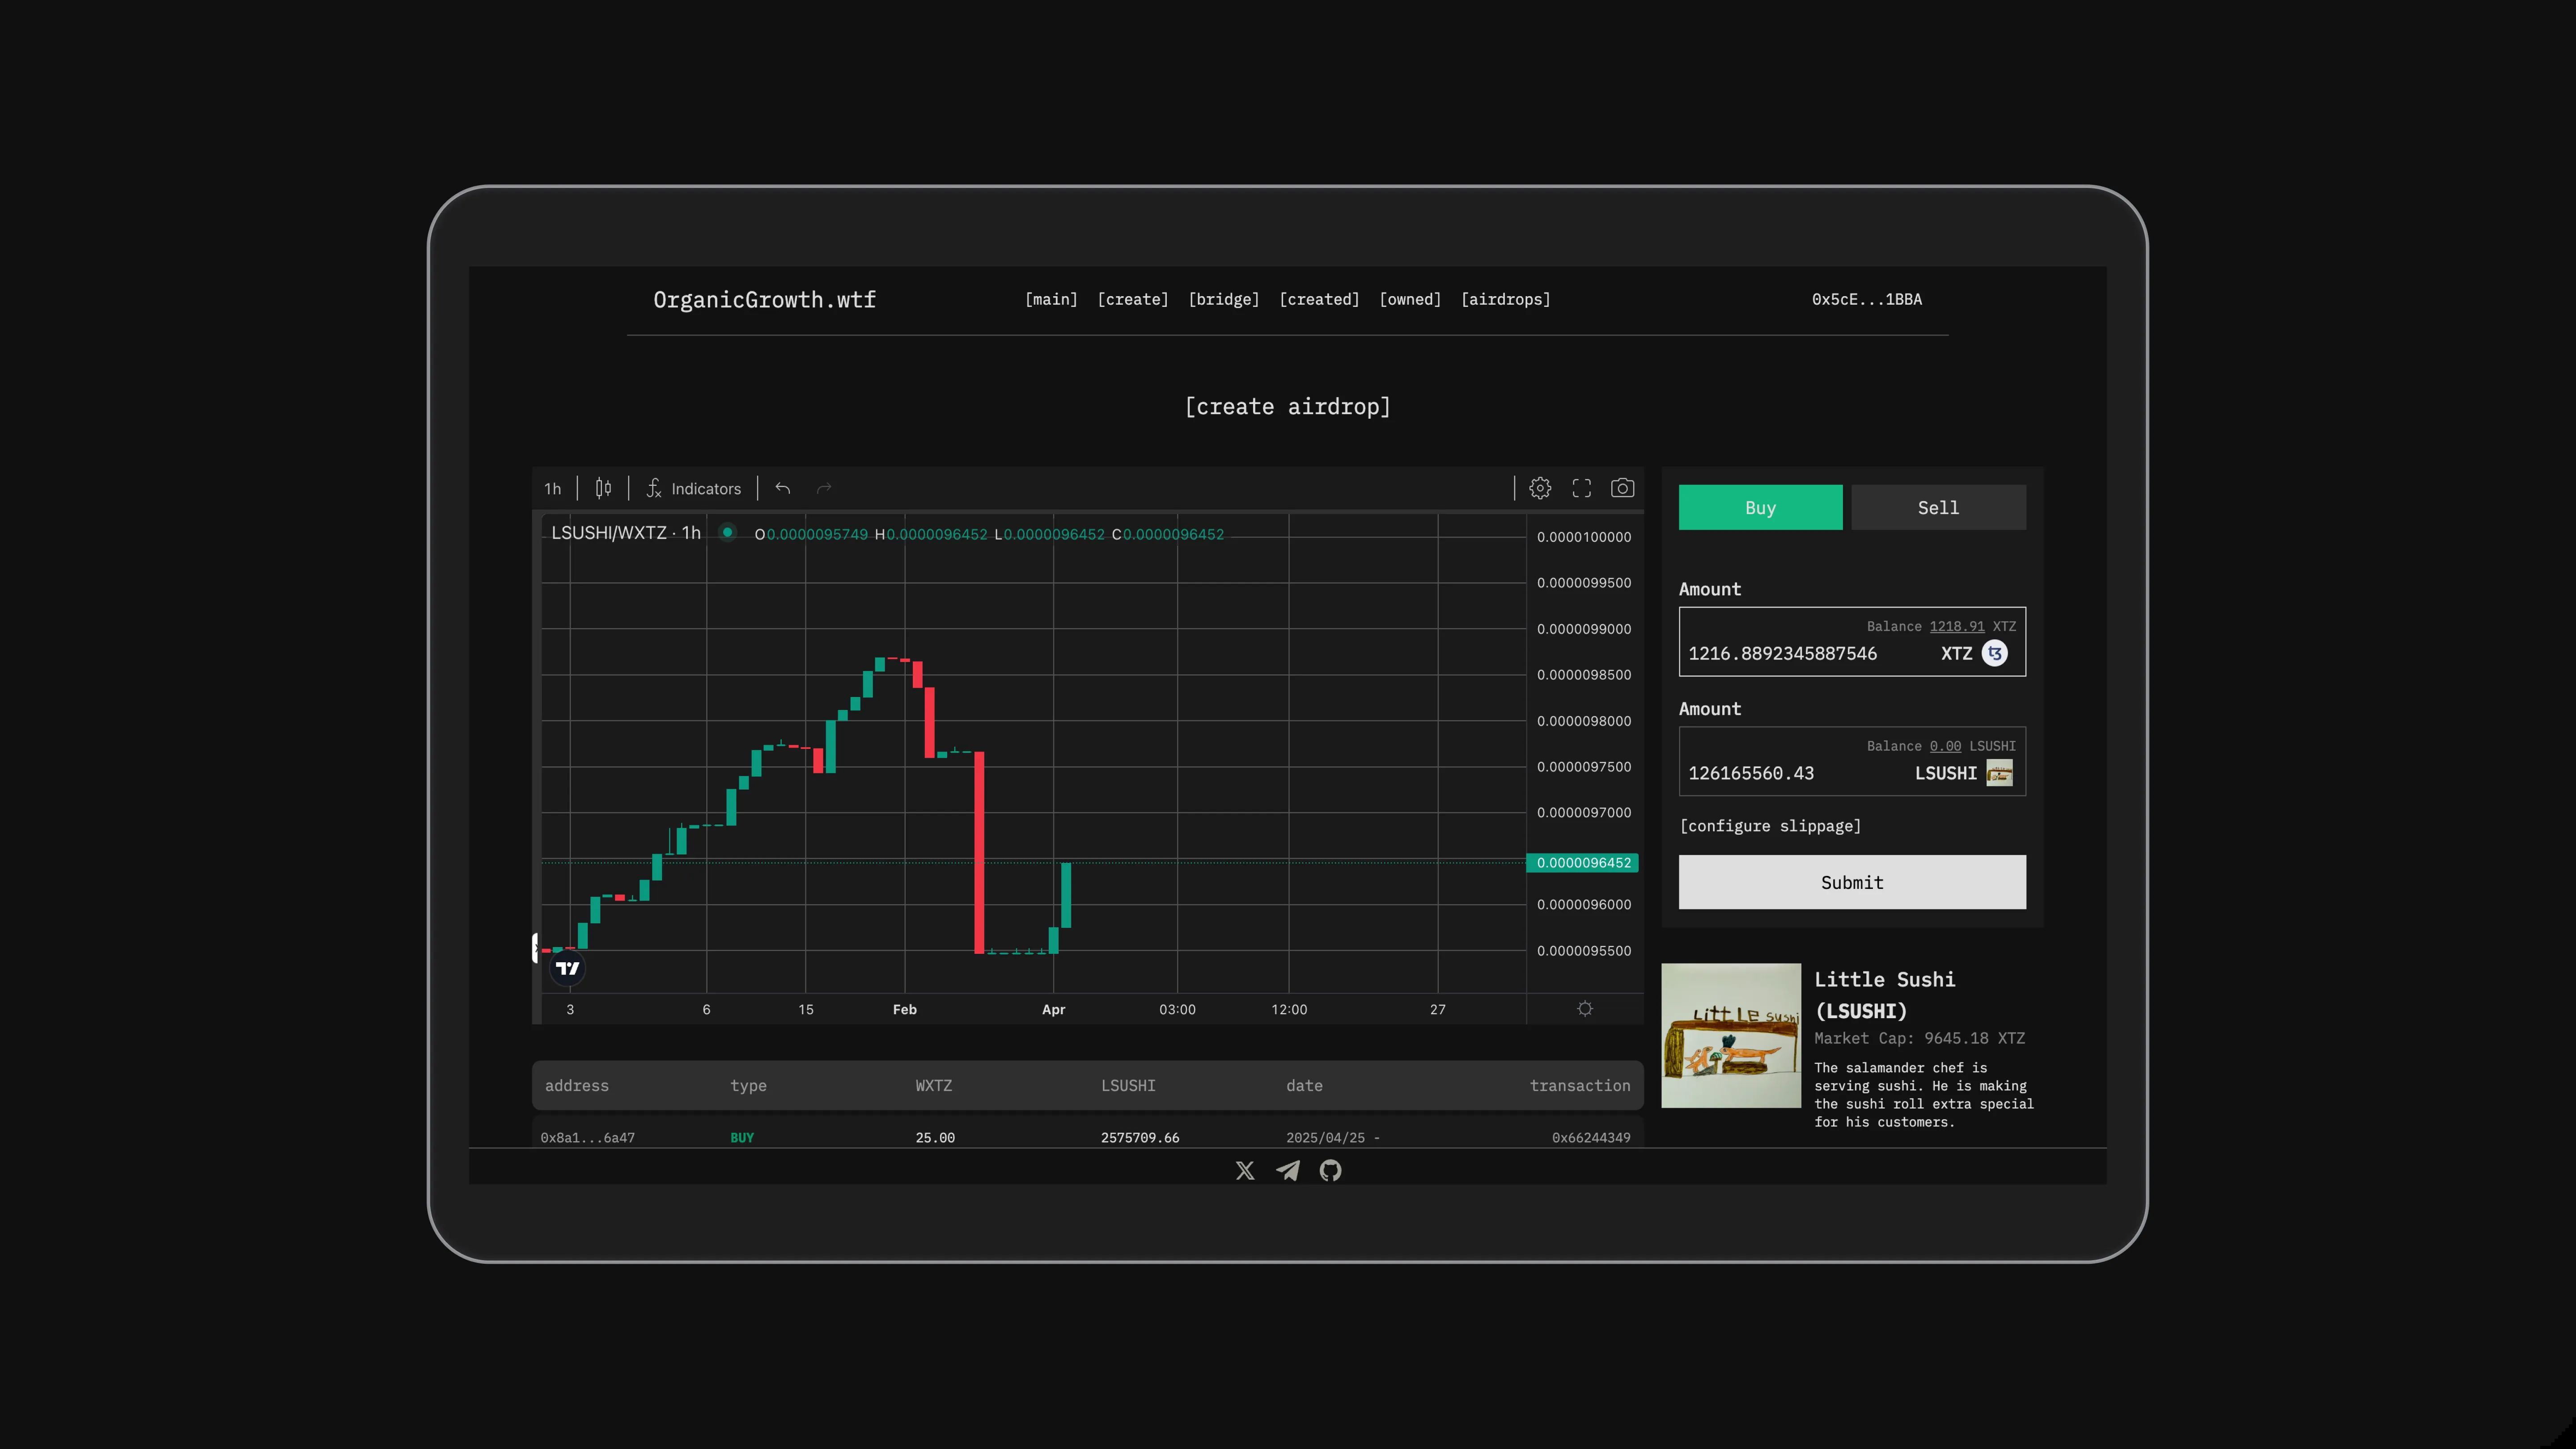 OrganicGrowth.wtf [main] [create] [bridge] [created] [owned] [airdrops] 0x5cE...1BBA
[create airdrop]
1h Indicators
LSUSHI/WXTZ · 1h O0.0000095749 H0.0000096452 L0.0000096452 C0.0000096452
0.0000100000
0.0000099500
0.0000099000
0.0000098500
0.0000098000
0.0000097500
0.0000097000
0.0000096452
0.0000096000
0.0000095500
3 6 15 Feb Apr 03:00 12:00 27
Buy Sell
Amount
Balance 1218.91 XTZ
1216.8892345887546 XTZ
Amount
Balance 0.00 LSUSHI
126165560.43 LSUSHI
[configure slippage]
Submit
LittLe sushi
Little Sushi
(LSUSHI)
Market Cap: 9645.18 XTZ
The salamander chef is
serving sushi. He is making
the sushi roll extra special
for his customers.
address type WXTZ LSUSHI date transaction
0x8a1...6a47 BUY 25.00 2575709.66 2025/04/25 - 0x66244349